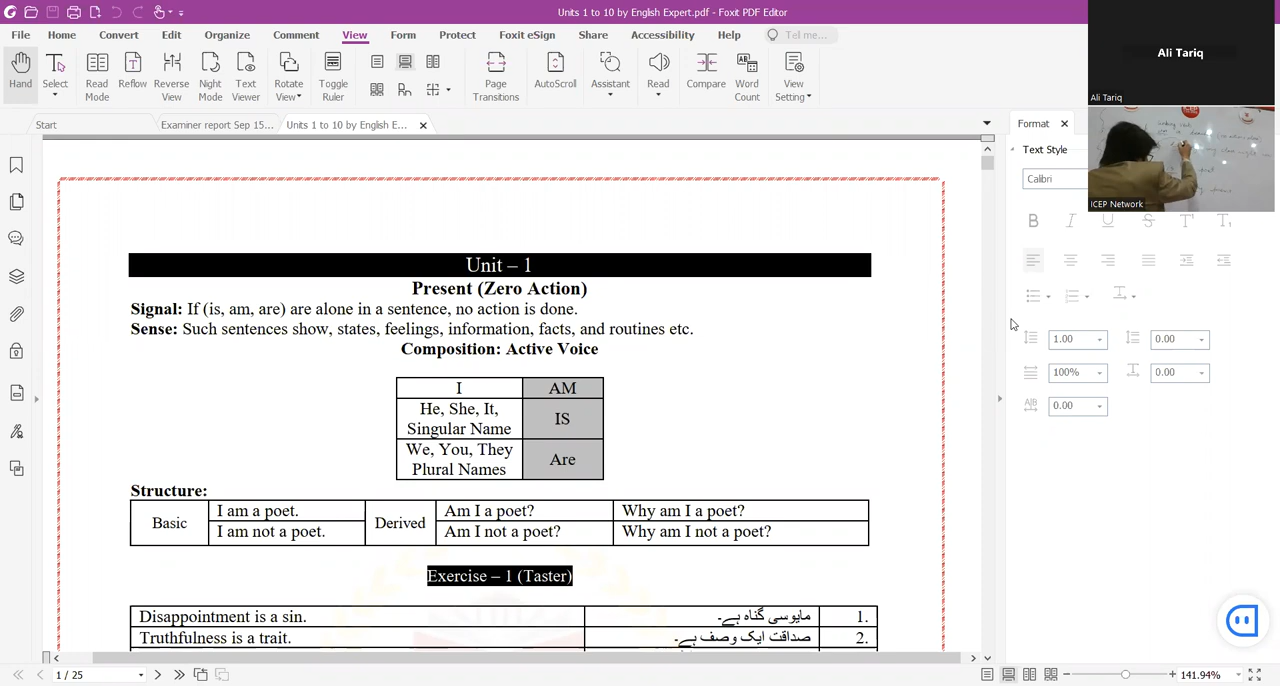 Units 1 to 10 by English Expert.pdf - Foxit PDF Editor
File Home Convert Edit Organize Comment View Form Protect Foxit eSign Share Accessibility Help Tell me...
Hand
Select
Read Mode
Reflow
Reverse View
Night Mode
Text Viewer
Rotate View
Toggle Ruler
Page Transitions
AutoScroll
Assistant
Read
Compare
Word Count
View Setting
Ali Tariq
Ali Tariq
ICEP Network
Start
Examiner report Sep 15...
Units 1 to 10 by English E...
Format
Text Style
Calibri
1.00
0.00
100%
0.00
0.00
Unit – 1
Present (Zero Action)
Signal: If (is, am, are) are alone in a sentence, no action is done.
Sense: Such sentences show, states, feelings, information, facts, and routines etc.
Composition: Active Voice
I AM
He, She, It, Singular Name IS
We, You, They Plural Names Are
Structure:
Basic
I am a poet.
I am not a poet.
Derived
Am I a poet? Why am I a poet?
Am I not a poet? Why am I not a poet?
Exercise – 1 (Taster)
Disappointment is a sin. مایوسی گناہ ہے۔ 1.
Truthfulness is a trait. صداقت ایک وصف ہے۔ 2.
1 / 25
141.94%